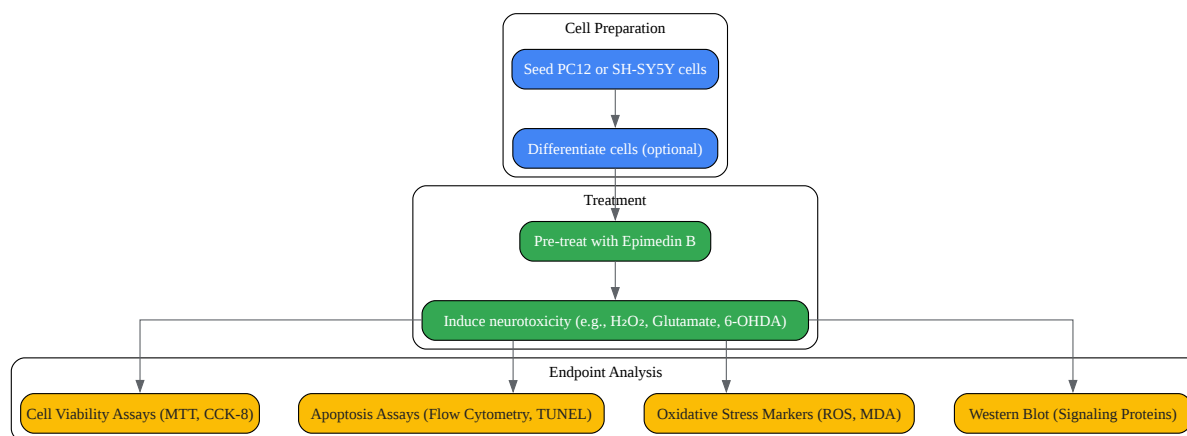 Cell Preparation
Seed PC12 or SH-SY5Y cells
Differentiate cells (optional)
Treatment
Pre-treat with Epimedin B
Induce neurotoxicity (e.g., H₂O₂, Glutamate, 6-OHDA)
Endpoint Analysis
Cell Viability Assays (MTT, CCK-8)
Apoptosis Assays (Flow Cytometry, TUNEL)
Oxidative Stress Markers (ROS, MDA)
Western Blot (Signaling Proteins)